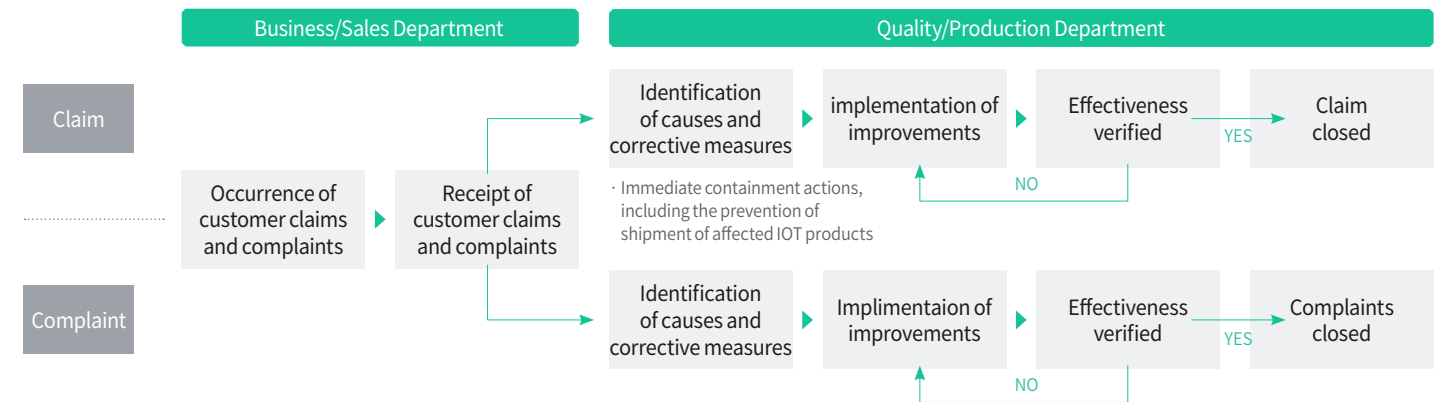 Business/Sales Department
Quality/Production Department
Claim
Occurrence of
customer claims
and complaints
Receipt of
customer claims
and complaints
Identification
of causes and
corrective measures
· Immediate containment actions,
including the prevention of
shipment of affected IOT products
implementation of
improvements
Effectiveness
verified
YES
NO
Claim
closed
Complaint
Identification
of causes and
corrective measures
Implimentaion of
improvements
Effectiveness
verified
YES
NO
Complaints
closed